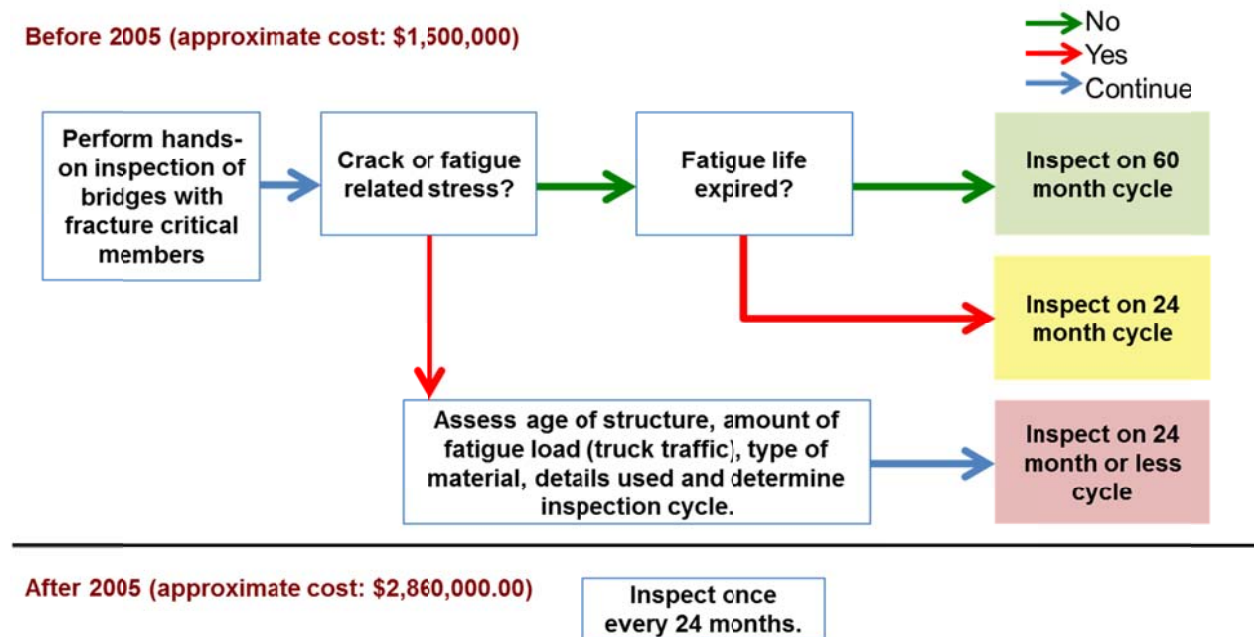 Before 2005 (approximate cost: $1,500,000)
No
Yes
Continue
Perform hands-
on inspection of
bridges with
fracture critical
members
Crack or fatigue
related stress?
Fatigue life
expired?
Inspect on 60
month cycle
Inspect on 24
month cycle
Assess age of structure, amount of
fatigue load (truck traffic), type of
material, details used and determine
inspection cycle.
Inspect on 24
month or less
cycle
After 2005 (approximate cost: $2,860,000.00)
Inspect once
every 24 months.